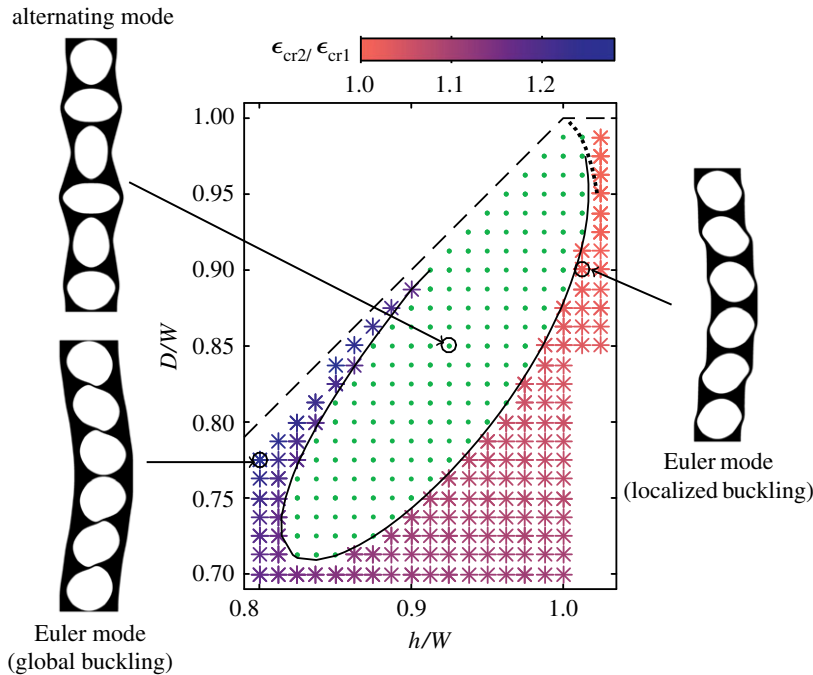 alternating mode
ϵcr2/ ϵcr1
1.0 1.1 1.2
1.00
0.95
0.90
0.85
0.80
0.75
0.70
D/W
0.8 0.9 1.0
h/W
Euler mode
(global buckling)
Euler mode
(localized buckling)